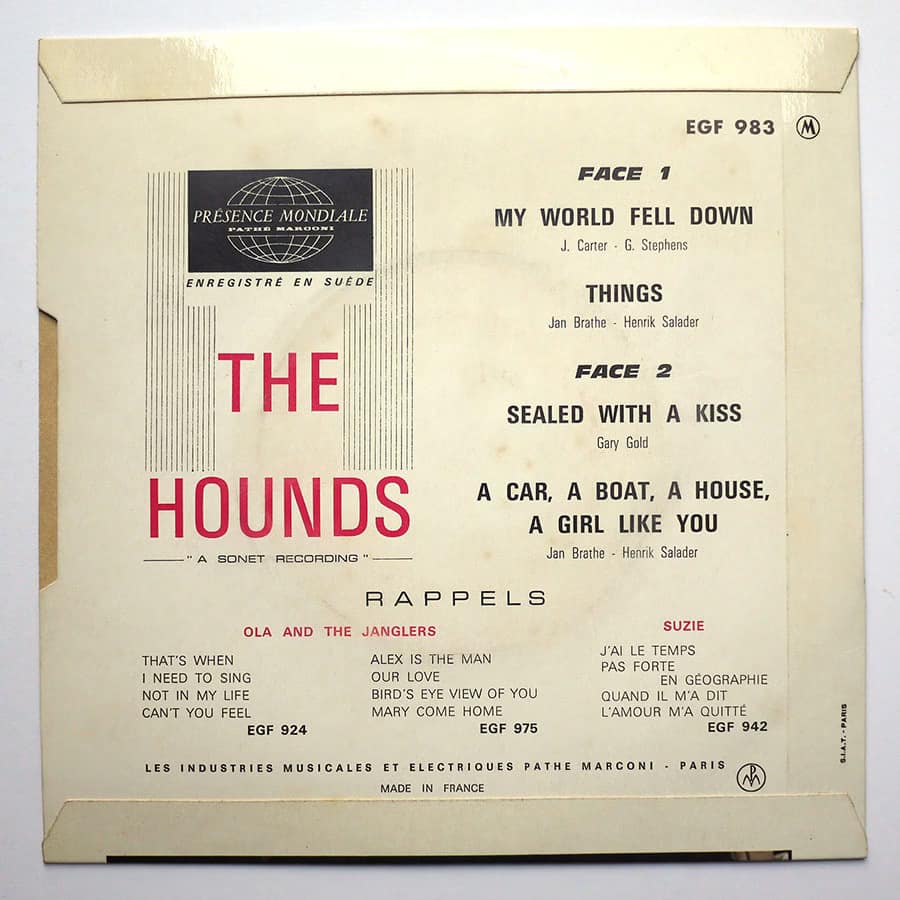 EGF 983 M
PRÉSENCE MONDIALE
PATHÉ MARCONI
ENREGISTRÉ EN SUÈDE
THE
HOUNDS
"A SONET RECORDING"
FACE 1
MY WORLD FELL DOWN
J. Carter - G. Stephens
THINGS
Jan Brathe - Henrik Salader
FACE 2
SEALED WITH A KISS
Gary Gold
A CAR, A BOAT, A HOUSE,
A GIRL LIKE YOU
Jan Brathe - Henrik Salader
RAPPELS
OLA AND THE JANGLERS
THAT'S WHEN
I NEED TO SING
NOT IN MY LIFE
CAN'T YOU FEEL
EGF 924
ALEX IS THE MAN
OUR LOVE
BIRD'S EYE VIEW OF YOU
MARY COME HOME
EGF 975
SUZIE
J'AI LE TEMPS
PAS FORTE
EN GÉOGRAPHIE
QUAND IL M'A DIT
L'AMOUR M'A QUITTÉ
EGF 942
LES INDUSTRIES MUSICALES ET ELECTRIQUES PATHE MARCONI - PARIS
MADE IN FRANCE
S.I.A.T. - PARIS